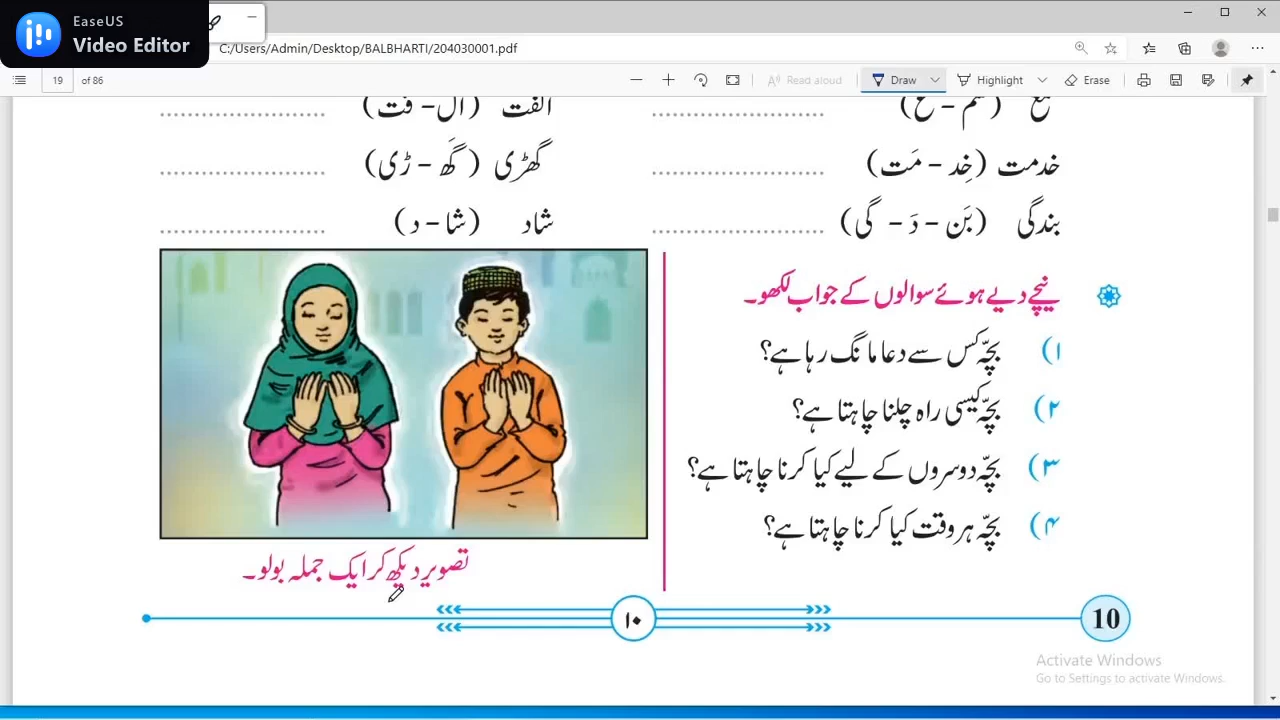 EaseUS
Video Editor
C:/Users/Admin/Desktop/BALBHARTI/204030001.pdf
19 of 86
Read aloud
Draw
Highlight
Erase
الفت (اُل - فَت) ........................
خدمت (خِد - مَت) ........................
گھڑی (گَھ - ڑی) ........................
بندگی (بَن - دَ - گی) ........................
شاد (شا - د) ........................
نیچے دیے ہوئے سوالوں کے جواب لکھو۔
۱) بچّہ کس سے دعا مانگ رہا ہے؟
۲) بچّہ کیسی راہ چلنا چاہتا ہے؟
۳) بچّہ دوسروں کے لیے کیا کرنا چاہتا ہے؟
۴) بچّہ ہر وقت کیا کرنا چاہتا ہے؟
تصویر دیکھ کر ایک جملہ بولو۔
۱۰
10
Activate Windows
Go to Settings to activate Windows.